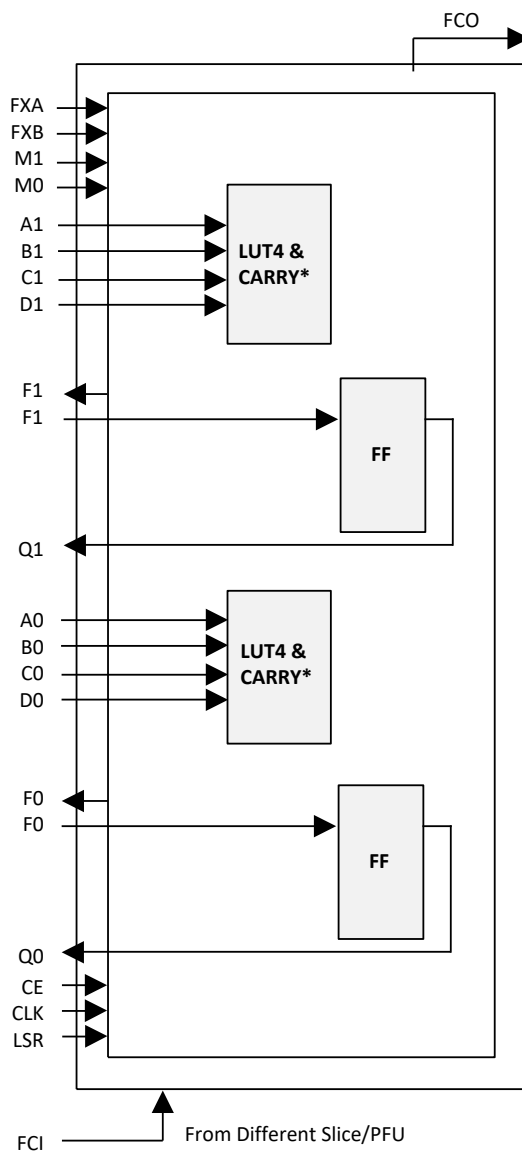 FCO
FXA
FXB
M1
M0
A1
B1
C1
D1
LUT4 &
CARRY*
F1
F1
FF
Q1
A0
B0
C0
D0
LUT4 &
CARRY*
F0
F0
FF
Q0
CE
CLK
LSR
FCI
From Different Slice/PFU